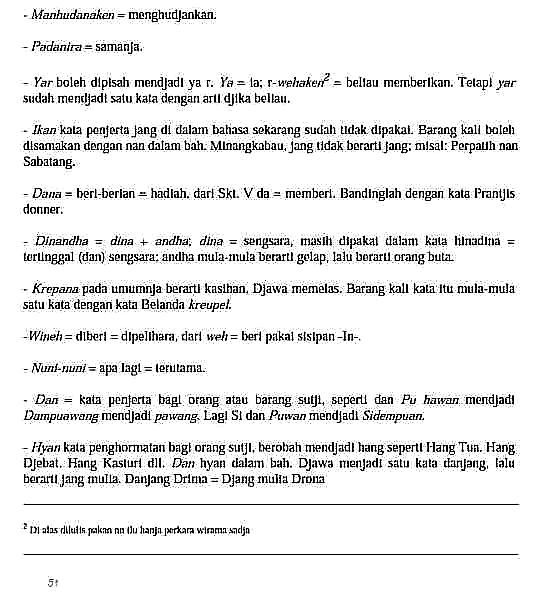 - Manhudanaken = menghudjankan.
- Padanira = samanja.
- Yar boleh dipisah mendjadi ya r. Ya = ia; r-wehaken² = beliau memberikan. Tetapi yar
sudah mendjadi satu kata dengan arti djika beliau.
- Ikan kata penjerta jang di dalam bahasa sekarang sudah tidak dipakai. Barang kali boleh
disamakan dengan nan dalam bah. Minangkabau, jang tidak berarti jang; misal: Perpatih nan
Sabatang.
- Dana = beri-berian = hadiah, dari Skt. V da = memberi. Bandinglah dengan kata Prantjis
donner.
- Dinandha = dina + andha; dina = sengsara, masih dipakai dalam kata hinadina =
tertinggal (dan) sengsara; andha mula-mula berarti gelap, lalu berarti orang buta.
- Krepana pada umumnja berarti kasihan, Djawa memelas. Barang kali kata itu mula-mula
satu kata dengan kata Belanda kreupel.
-Wineh = diberi = dipelihara, dari weh = beri pakai sisipan -In-.
- Nuni-nuni = apa lagi = terutama.
- Dan = kata penjerta bagi orang atau barang sutji, seperti dan Pu hawan mendjadi
Dampuawang mendjadi pawang. Lagi Si dan Puwan mendjadi Sidempuan.
- Hyan kata penghormatan bagi orang sutji, berobah mendjadi hang seperti Hang Tua. Hang
Djebat. Hang Kasturi dll. Dan hyan dalam bah. Djawa menjadi satu kata danjang, lalu
berarti jang mulia. Danjang Drima = Djang mulia Drona
² Di atas ditulis pakan nn itu hanja perkara wirama sadja
51